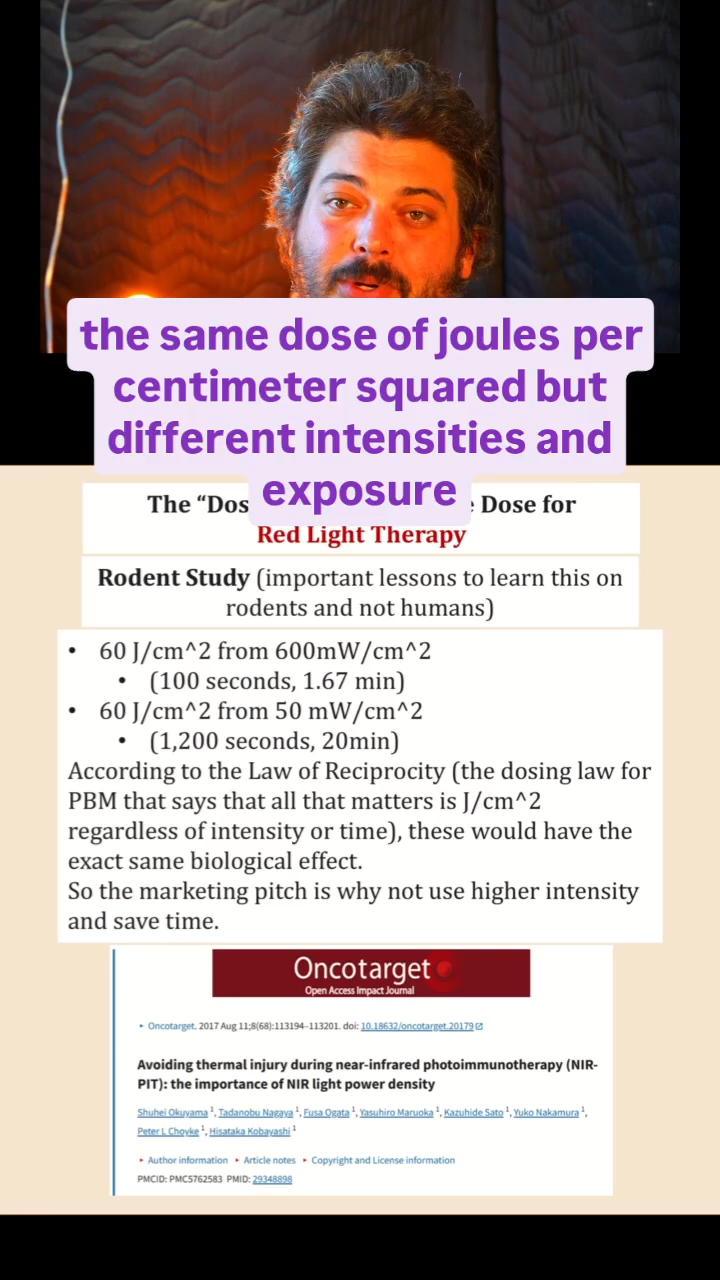 the same dose of joules per
centimeter squared but
different intensities and
exposure
The “Dos Dose for
Red Light Therapy
Rodent Study (important lessons to learn this on
rodents and not humans)
• 60 J/cm^2 from 600mW/cm^2
• (100 seconds, 1.67 min)
• 60 J/cm^2 from 50 mW/cm^2
• (1,200 seconds, 20min)
According to the Law of Reciprocity (the dosing law for
PBM that says that all that matters is J/cm^2
regardless of intensity or time), these would have the
exact same biological effect.
So the marketing pitch is why not use higher intensity
and save time.
Oncotarget
Open Access Impact Journal
‣ Oncotarget. 2017 Aug 11;8(68):113194–113201. doi: 10.18632/oncotarget.20179
Avoiding thermal injury during near-infrared photoimmunotherapy (NIR-
PIT): the importance of NIR light power density
Shuhei Okuyama 1, Tadanobu Nagaya 1, Fusa Ogata 1, Yasuhiro Maruoka 1, Kazuhide Sato 1, Yuko Nakamura 1,
Peter L Choyke 1, Hisataka Kobayashi 1
‣ Author information ‣ Article notes ‣ Copyright and License information
PMCID: PMC5762583 PMID: 29348898